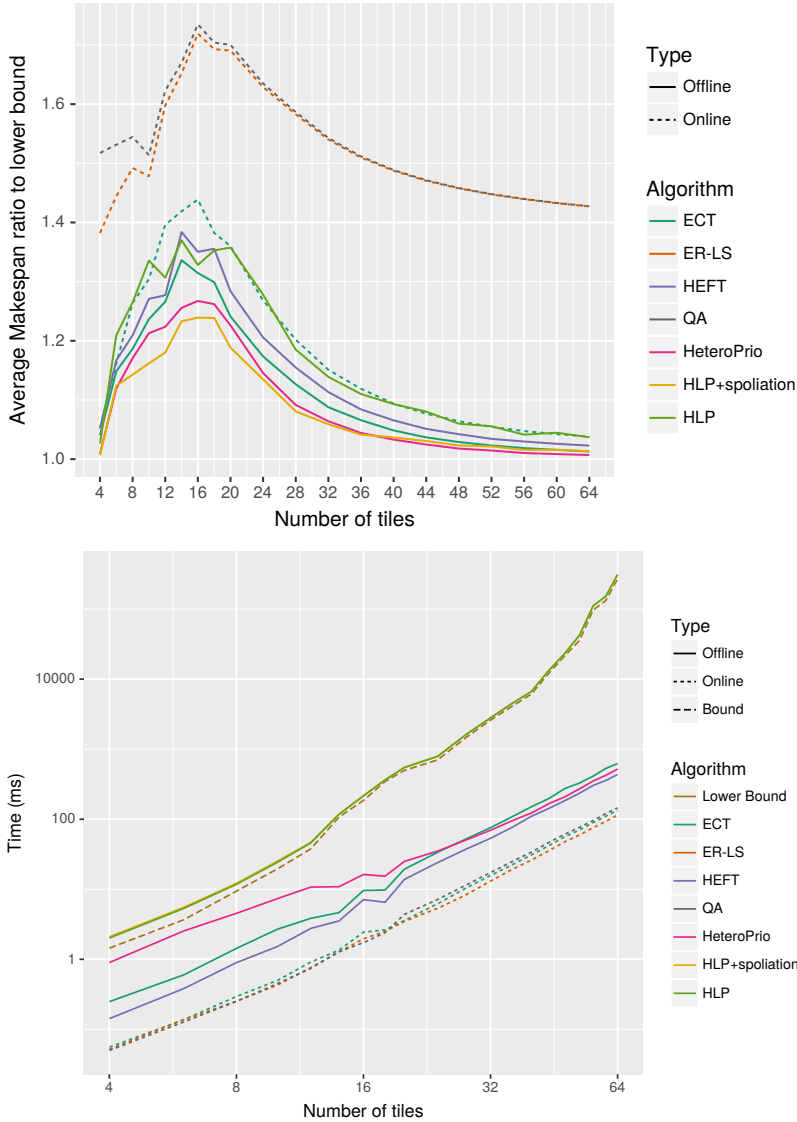 Average Makespan ratio to lower bound
1.6
1.4
1.2
1.0
4 8 12 16 20 24 28 32 36 40 44 48 52 56 60 64
Number of tiles
Type
Offline
Online
Algorithm
ECT
ER-LS
HEFT
QA
HeteroPrio
HLP+spoliation
HLP
Time (ms)
10000
100
1
4 8 16 32 64
Number of tiles
Type
Offline
Online
Bound
Algorithm
Lower Bound
ECT
ER-LS
HEFT
QA
HeteroPrio
HLP+spoliation
HLP